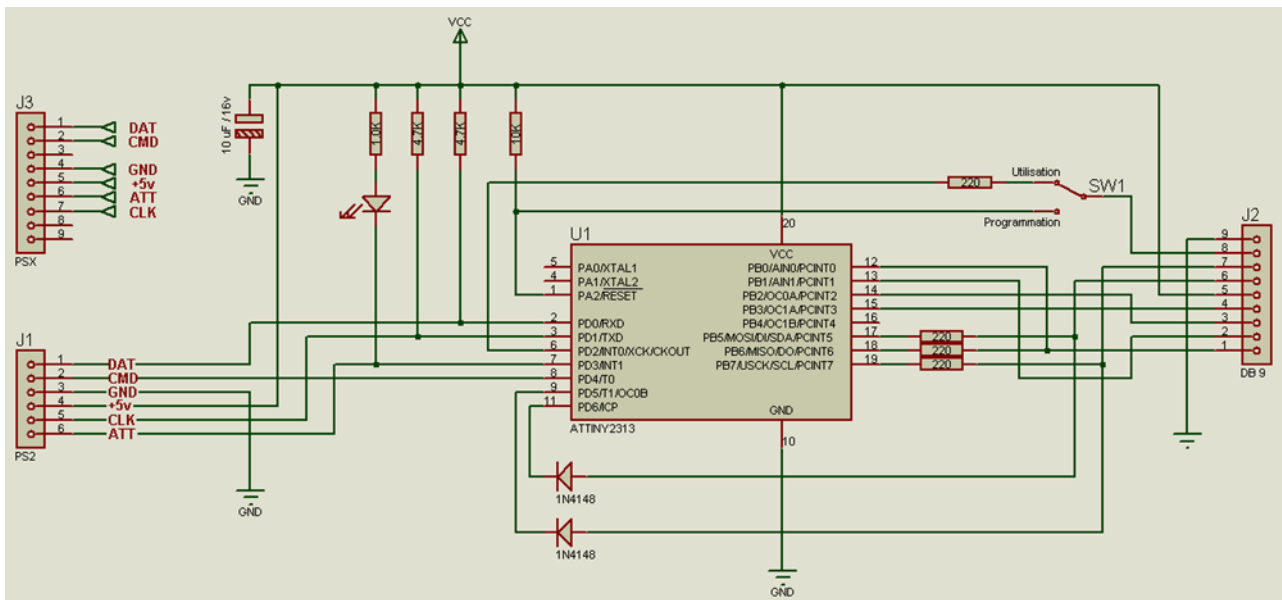 VCC
J3
1 DAT
2 CMD
3
4 GND
5 +5v
6 ATT
7 CLK
8
9
PSX
10 uF / 16v
GND
1.0K
4.7K
4.7K
10K
220
Utilisation
SW1
Programmation
J2
9
8
7
6
5
4
3
2
1
DB 9
U1
20
VCC
5 PA0/XTAL1
4 PA1/XTAL2
1 PA2/RESET
2 PD0/RXD
3 PD1/TXD
6 PD2/INT0/XCK/CKOUT
7 PD3/INT1
8 PD4/T0
9 PD5/T1/OC0B
11 PD6/ICP
PB0/AIN0/PCINT0 12
PB1/AIN1/PCINT1 13
PB2/OC0A/PCINT2 14
PB3/OC1A/PCINT3 15
PB4/OC1B/PCINT4 16
PB5/MOSI/DI/SDA/PCINT5 17
PB6/MISO/DO/PCINT6 18
PB7/USCK/SCL/PCINT7 19
220
220
220
GND
10
ATTINY2313
J1
1 DAT
2 CMD
3 GND
4 +5v
5 CLK
6 ATT
PS2
GND
1N4148
1N4148
GND